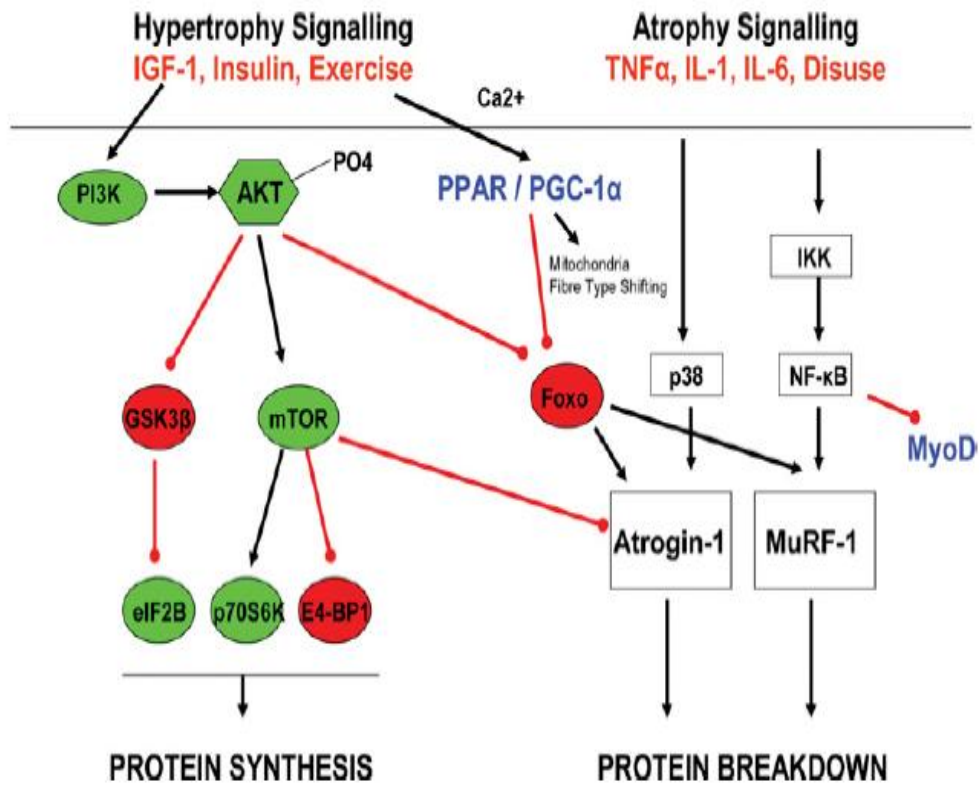 Hypertrophy Signalling
IGF-1, Insulin, Exercise
Atrophy Signalling
TNFα, IL-1, IL-6, Disuse
Ca2+
PO4
PI3K
AKT
PPAR / PGC-1α
Mitochondria
Fibre Type Shifting
IKK
p38
NF-κB
GSK3β
mTOR
Foxo
MyoD
Atrogin-1
MuRF-1
eIF2B
p70S6K
E4-BP1
PROTEIN SYNTHESIS
PROTEIN BREAKDOWN